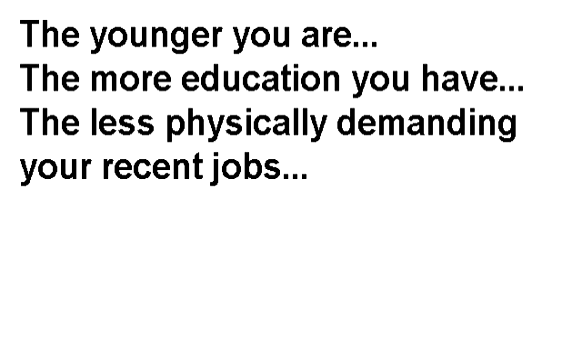 The younger you are...
The more education you have...
The less physically demanding
your recent jobs...